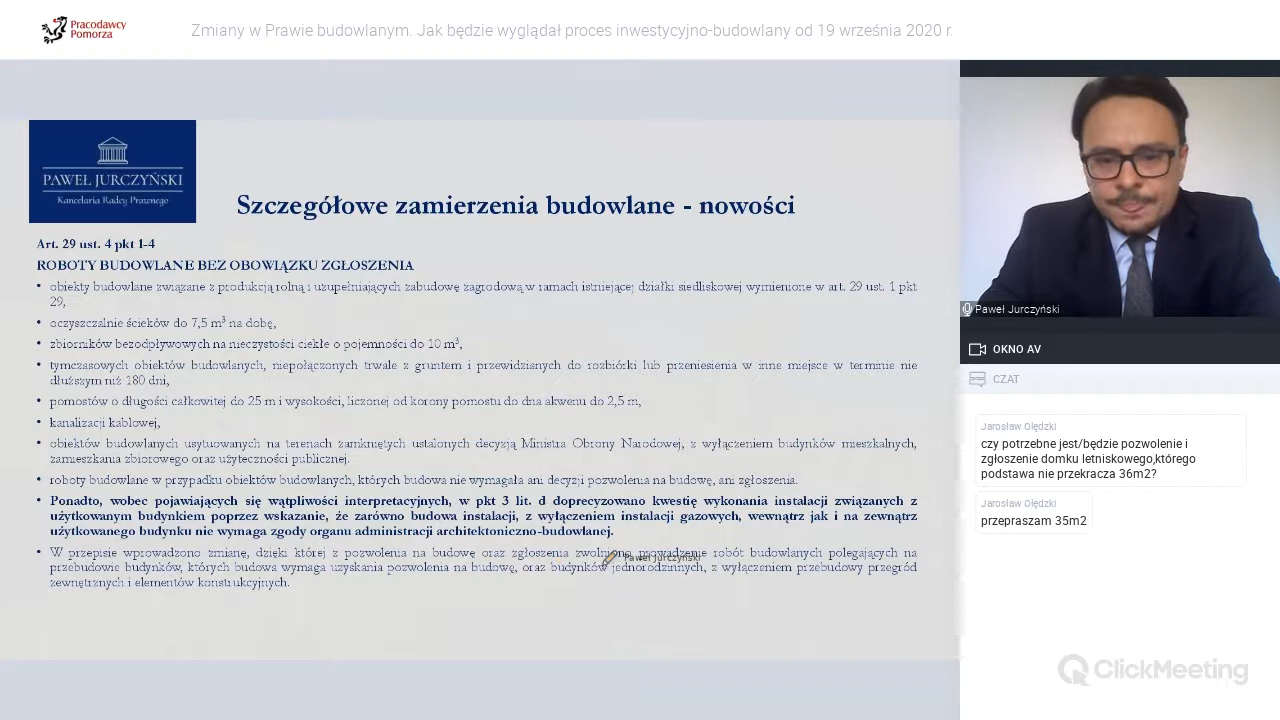 Pracodawcy
Pomorza
Zmiany w Prawie budowlanym. Jak będzie wyglądał proces inwestycyjno-budowlany od 19 września 2020 r.
PAWEŁ JURCZYŃSKI
Kancelaria Radcy Prawnego
Szczegółowe zamierzenia budowlane - nowości
Art. 29 ust. 4 pkt 1-4
ROBOTY BUDOWLANE BEZ OBOWIĄZKU ZGŁOSZENIA
• obiekty budowlane związane z produkcją rolną i uzupełniających zabudowę zagrodową w ramach istniejącej działki siedliskowej wymienione w art. 29 ust. 1 pkt
29,
• oczyszczalnie ścieków do 7,5 m³ na dobę,
• zbiorników bezodpływowych na nieczystości ciekłe o pojemności do 10 m³,
• tymczasowych obiektów budowlanych, niepołączonych trwale z gruntem i przewidzianych do rozbiórki lub przeniesienia w inne miejsce w terminie nie
dłuższym niż 180 dni,
• pomostów o długości całkowitej do 25 m i wysokości, liczonej od korony pomostu do dna akwenu do 2,5 m,
• kanalizacji kablowej,
• obiektów budowlanych usytuowanych na terenach zamkniętych ustalonych decyzją Ministra Obrony Narodowej, z wyłączeniem budynków mieszkalnych,
zamieszkania zbiorowego oraz użyteczności publicznej.
• roboty budowlane w przypadku obiektów budowlanych, których budowa nie wymagała ani decyzji pozwolenia na budowę, ani zgłoszenia.
• Ponadto, wobec pojawiających się wątpliwości interpretacyjnych, w pkt 3 lit. d doprecyzowano kwestię wykonania instalacji związanych z
użytkowanym budynkiem poprzez wskazanie, że zarówno budowa instalacji, z wyłączeniem instalacji gazowych, wewnątrz jak i na zewnątrz
użytkowanego budynku nie wymaga zgody organu administracji architektoniczno-budowlanej.
• W przepisie wprowadzono zmianę, dzięki której z pozwolenia na budowę oraz zgłoszenia zwolniono prowadzenie robót budowlanych polegających na
przebudowie budynków, których budowa wymaga uzyskania pozwolenia na budowę, oraz budynków jednorodzinnych, z wyłączeniem przebudowy przegród
zewnętrznych i elementów konstrukcyjnych.
Paweł Jurczyński
Paweł Jurczyński
OKNO AV
CZAT
Jarosław Olędzki
czy potrzebne jest/będzie pozwolenie i
zgłoszenie domku letniskowego,którego
podstawa nie przekracza 36m2?
Jarosław Olędzki
przepraszam 35m2
ClickMeeting